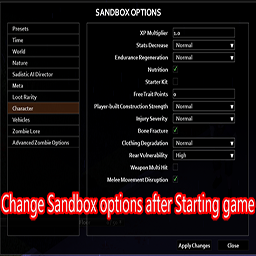 SANDBOX OPTIONS
Presets
Time
World
Nature
Sadistic AI Director
Meta
Loot Rarity
Character
Vehicles
Zombie Lore
Advanced Zombie Options
XP Multiplier 1.0
Stats Decrease Normal
Endurance Regeneration Normal
Nutrition
Starter Kit
Free Trait Points 0
Player-built Construction Strength Normal
Injury Severity Normal
Bone Fracture
Clothing Degradation Normal
Rear Vulnerability High
Weapon Multi Hit
Melee Movement Disruption
Change Sandbox options after Starting game
Apply Changes Close